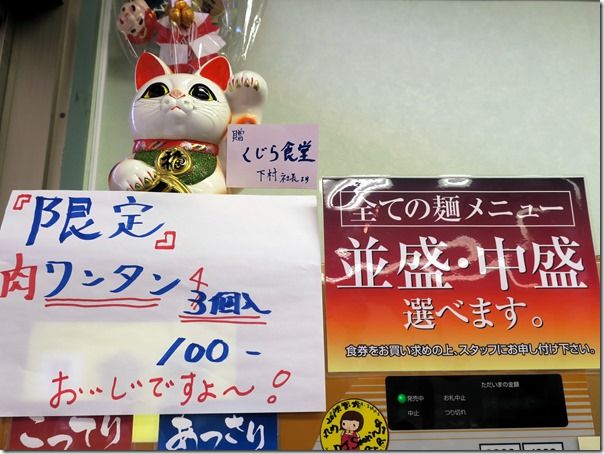 贈
くじら食堂
下村社長より
『限定』
肉ワンタン
4
3個入
100-
おいじですよ〜!
全ての麺メニュー
並盛・中盛
選べます。
食券をお買い求めの上、スタッフにお申し付け下さい。
ただいまの金額
発売中 お札中止
中止 つり切れ
こってり
あっさり